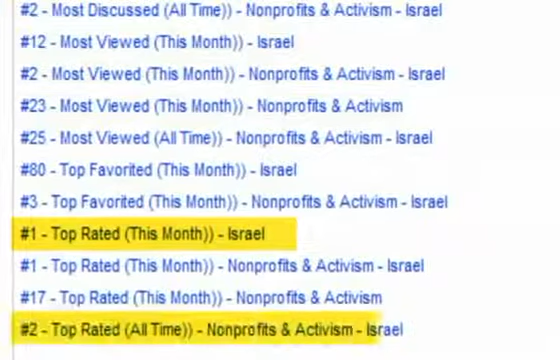 #2 - Most Discussed (All Time)) - Nonprofits & Activism - Israel
#12 - Most Viewed (This Month)) - Israel
#2 - Most Viewed (This Month)) - Nonprofits & Activism - Israel
#23 - Most Viewed (This Month)) - Nonprofits & Activism
#25 - Most Viewed (All Time)) - Nonprofits & Activism - Israel
#80 - Top Favorited (This Month)) - Israel
#3 - Top Favorited (This Month)) - Nonprofits & Activism - Israel
#1 - Top Rated (This Month)) - Israel
#1 - Top Rated (This Month)) - Nonprofits & Activism - Israel
#17 - Top Rated (This Month)) - Nonprofits & Activism
#2 - Top Rated (All Time)) - Nonprofits & Activism - Israel